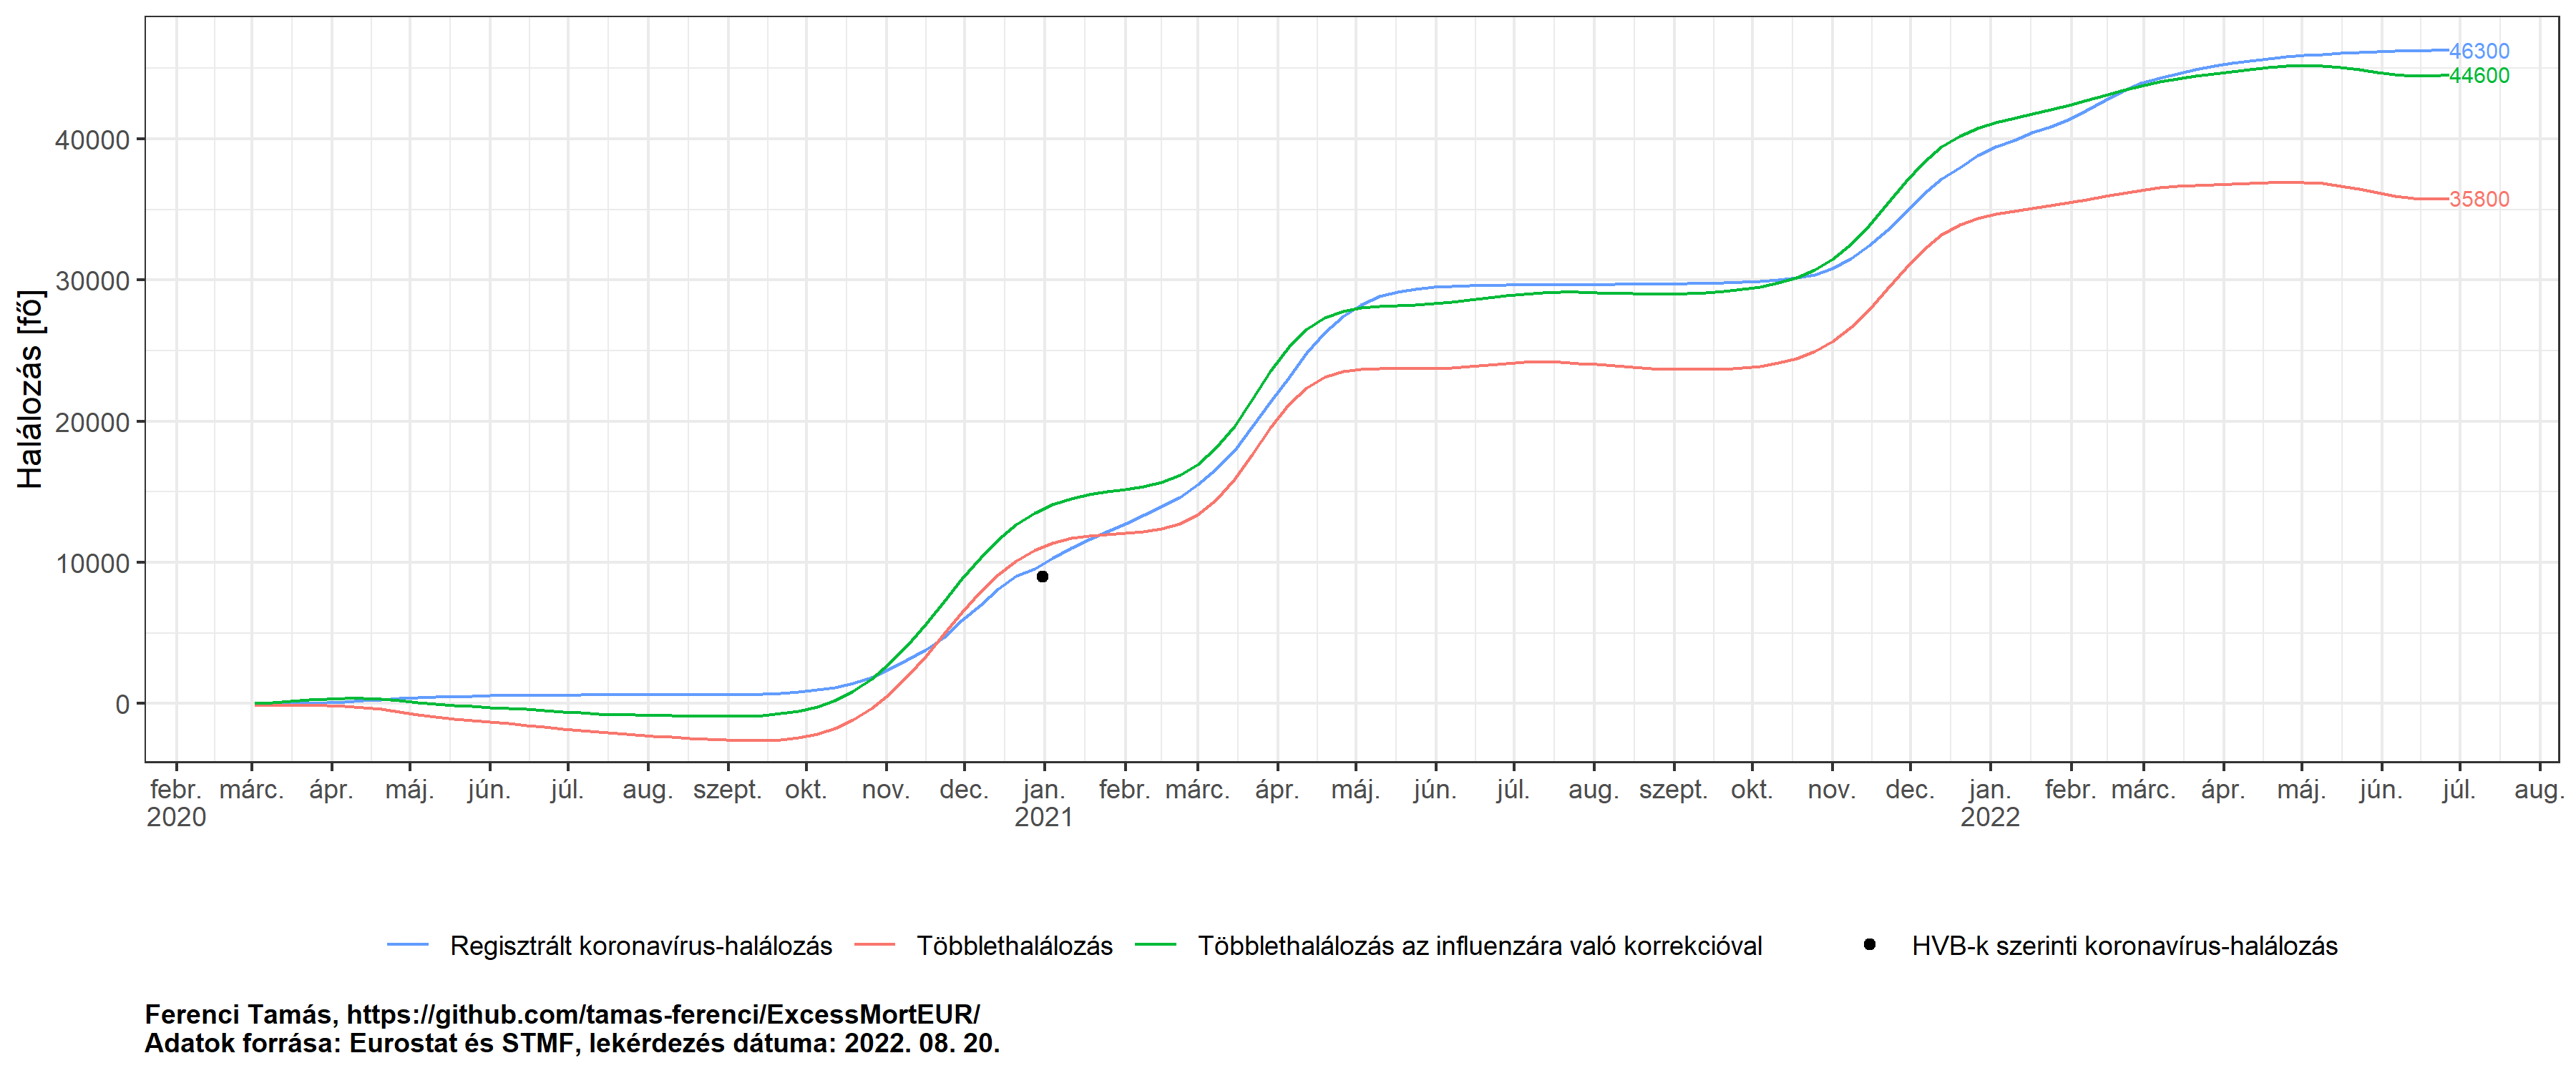 46300
44600
40000
35800
30000
Halálozás [fő]
20000
10000
0
febr. márc. ápr. máj. jún. júl. aug. szept. okt. nov. dec. jan. febr. márc. ápr. máj. jún. júl. aug. szept. okt. nov. dec. jan. febr. márc. ápr. máj. jún. júl. aug.
2020 2021 2022
Regisztrált koronavírus-halálozás Többlethalálozás Többlethalálozás az influenzára való korrekcióval HVB-k szerinti koronavírus-halálozás
Ferenci Tamás, https://github.com/tamas-ferenci/ExcessMortEUR/
Adatok forrása: Eurostat és STMF, lekérdezés dátuma: 2022. 08. 20.